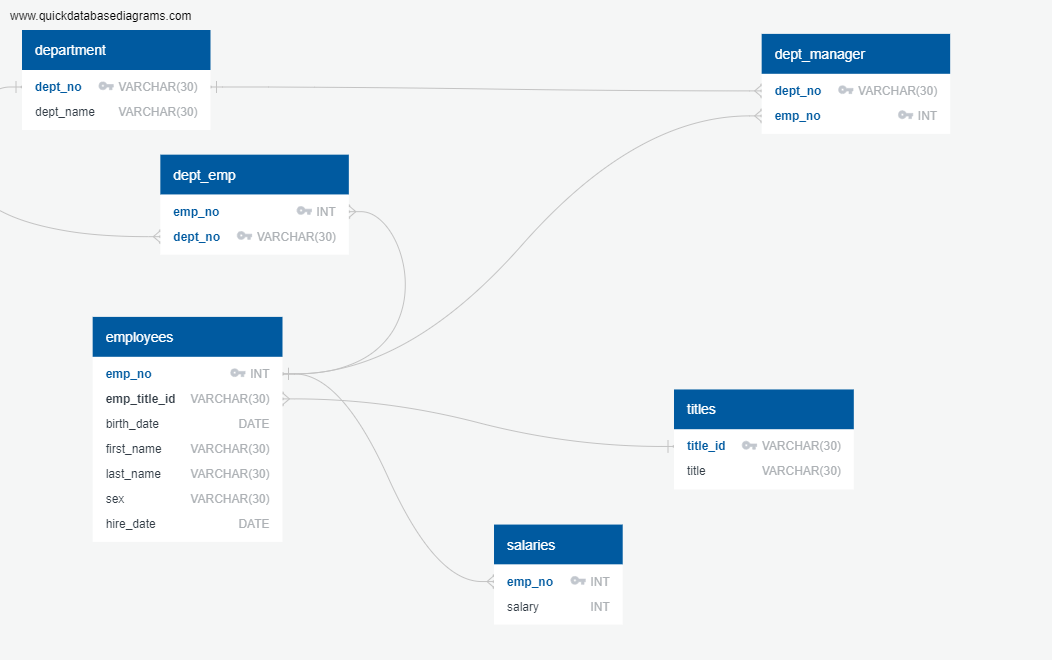 www.quickdatabasediagrams.com
department
dept_no VARCHAR(30)
dept_name VARCHAR(30)
dept_manager
dept_no VARCHAR(30)
emp_no INT
dept_emp
emp_no INT
dept_no VARCHAR(30)
employees
emp_no INT
emp_title_id VARCHAR(30)
birth_date DATE
first_name VARCHAR(30)
last_name VARCHAR(30)
sex VARCHAR(30)
hire_date DATE
titles
title_id VARCHAR(30)
title VARCHAR(30)
salaries
emp_no INT
salary INT